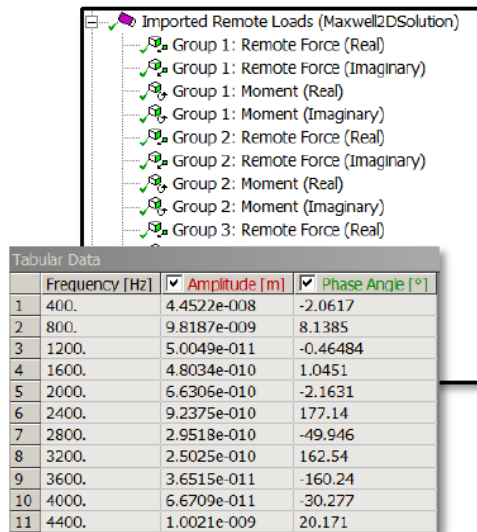 Imported Remote Loads (Maxwell2DSolution)
Group 1: Remote Force (Real)
Group 1: Remote Force (Imaginary)
Group 1: Moment (Real)
Group 1: Moment (Imaginary)
Group 2: Remote Force (Real)
Group 2: Remote Force (Imaginary)
Group 2: Moment (Real)
Group 2: Moment (Imaginary)
Group 3: Remote Force (Real)
Tabular Data
Frequency [Hz] Amplitude [m] Phase Angle [°]
1 400. 4.4522e-008 -2.0617
2 800. 9.8187e-009 8.1385
3 1200. 5.0049e-011 -0.46484
4 1600. 4.8034e-010 1.0451
5 2000. 6.6306e-010 -2.1631
6 2400. 9.2375e-010 177.14
7 2800. 2.9518e-010 -49.946
8 3200. 2.5025e-010 162.54
9 3600. 3.6515e-011 -160.24
10 4000. 6.6709e-011 -30.277
11 4400. 1.0021e-009 20.171